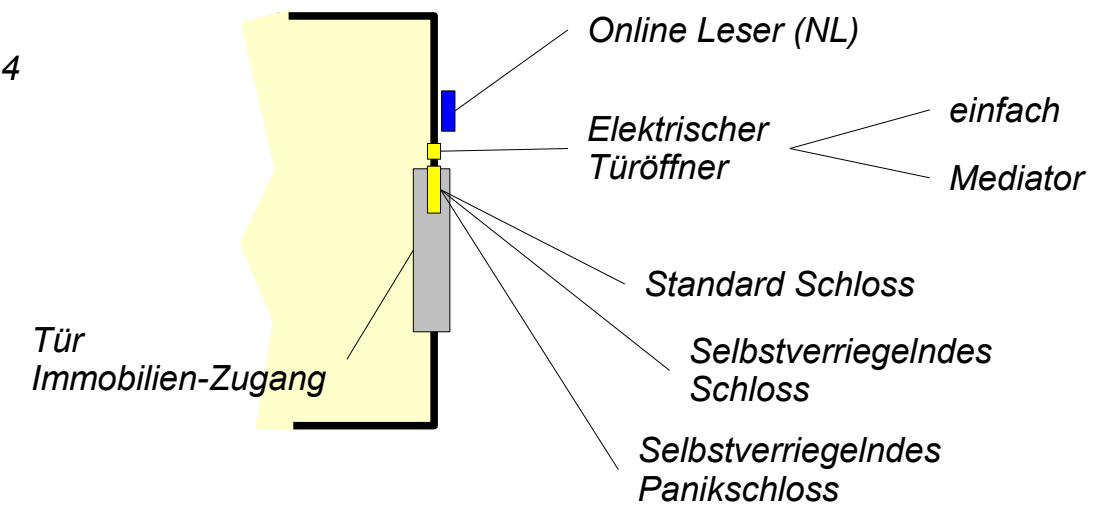 4
Online Leser (NL)
Elektrischer
Türöffner
einfach
Mediator
Standard Schloss
Tür
Immobilien-Zugang
Selbstverriegelndes
Schloss
Selbstverriegelndes
Panikschloss